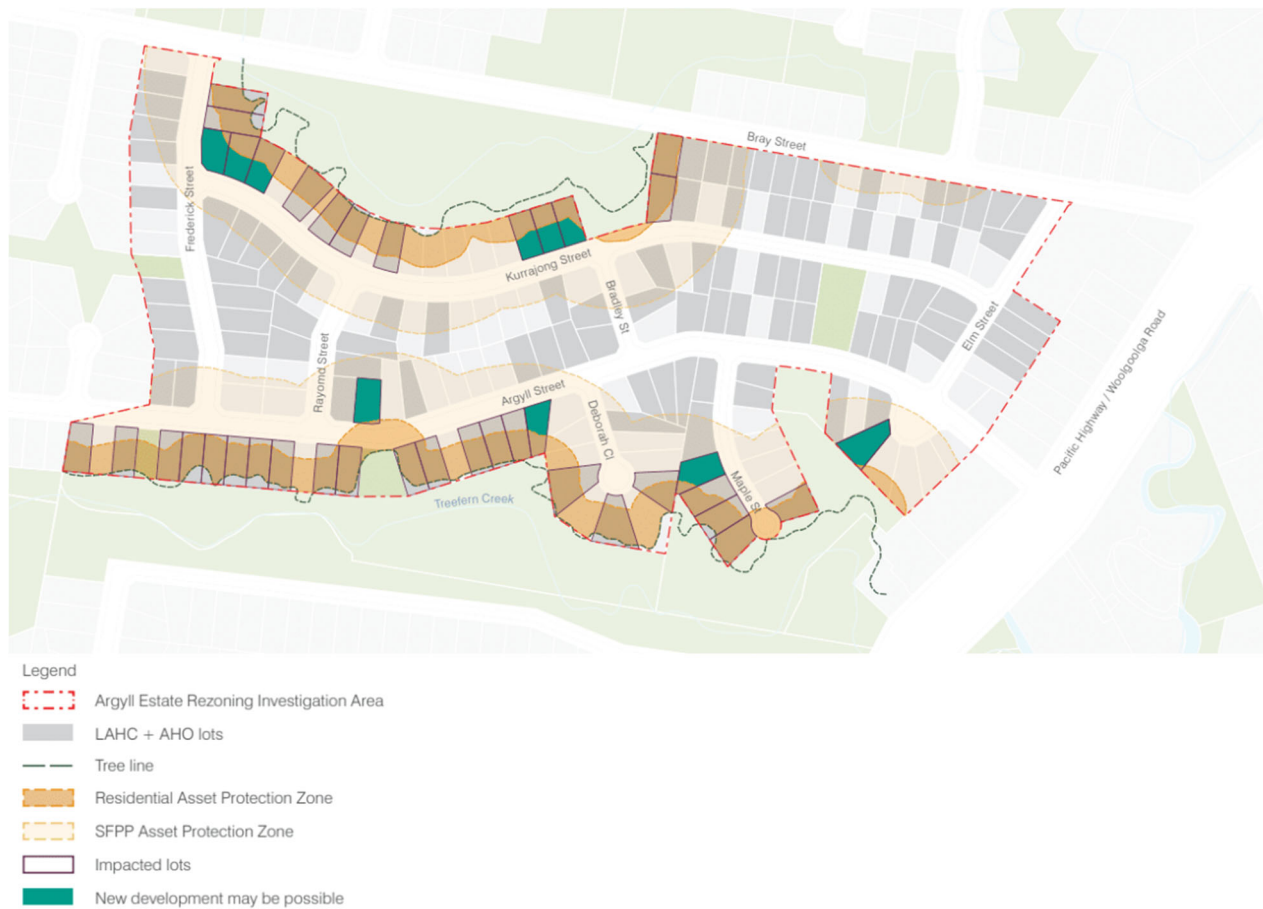 Bray Street
Frederick Street
Kurrajong Street
Bradley St
Elm Street
Rayomd Street
Argyll Street
Deborah Cl
Maple St
Treefern Creek
Pacific Highway / Woolgoolga Road
Legend
Argyll Estate Rezoning Investigation Area
LAHC + AHO lots
Tree line
Residential Asset Protection Zone
SFPP Asset Protection Zone
Impacted lots
New development may be possible